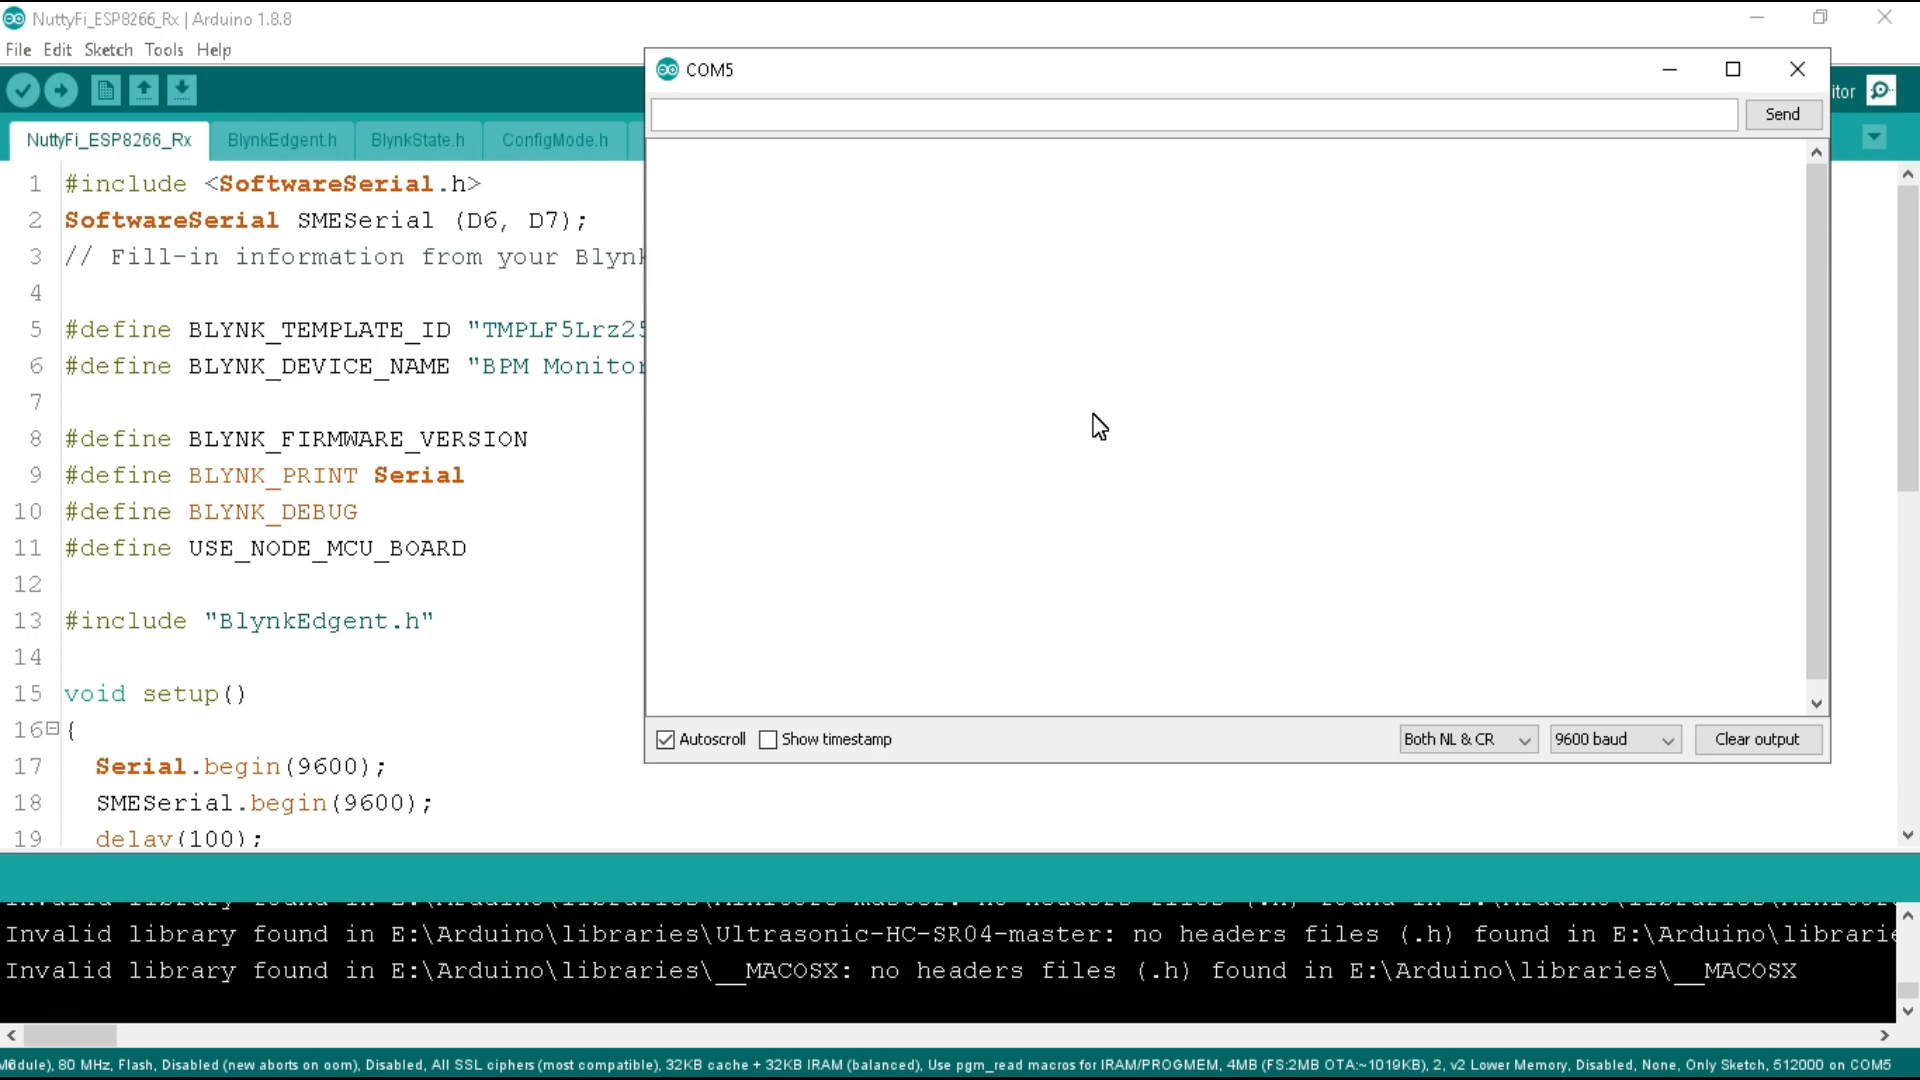 NuttyFi_ESP8266_Rx | Arduino 1.8.8
File Edit Sketch Tools Help
COM5
itor
Send
NuttyFi_ESP8266_Rx BlynkEdgent.h BlynkState.h ConfigMode.h
1 #include <SoftwareSerial.h>
2 SoftwareSerial SMESerial (D6, D7);
3 // Fill-in information from your Blynk
4
5 #define BLYNK_TEMPLATE_ID "TMPLF5Lrz25
6 #define BLYNK_DEVICE_NAME "BPM Monitor
7
8 #define BLYNK_FIRMWARE_VERSION
9 #define BLYNK_PRINT Serial
10 #define BLYNK_DEBUG
11 #define USE_NODE_MCU_BOARD
12
13 #include "BlynkEdgent.h"
14
15 void setup()
16 {
17 Serial.begin(9600);
18 SMESerial.begin(9600);
19 delay(100);
Autoscroll Show timestamp Both NL & CR 9600 baud Clear output
Invalid library found in E:\Arduino\libraries\Ultrasonic-HC-SR04-master: no headers files (.h) found in E:\Arduino\librarie
Invalid library found in E:\Arduino\libraries\__MACOSX: no headers files (.h) found in E:\Arduino\libraries\__MACOSX
Module), 80 MHz, Flash, Disabled (new aborts on oom), Disabled, All SSL ciphers (most compatible), 32KB cache + 32KB IRAM (balanced), Use pgm_read macros for IRAM/PROGMEM, 4MB (FS:2MB OTA:~1019KB), 2, v2 Lower Memory, Disabled, None, Only Sketch, 512000 on COM5